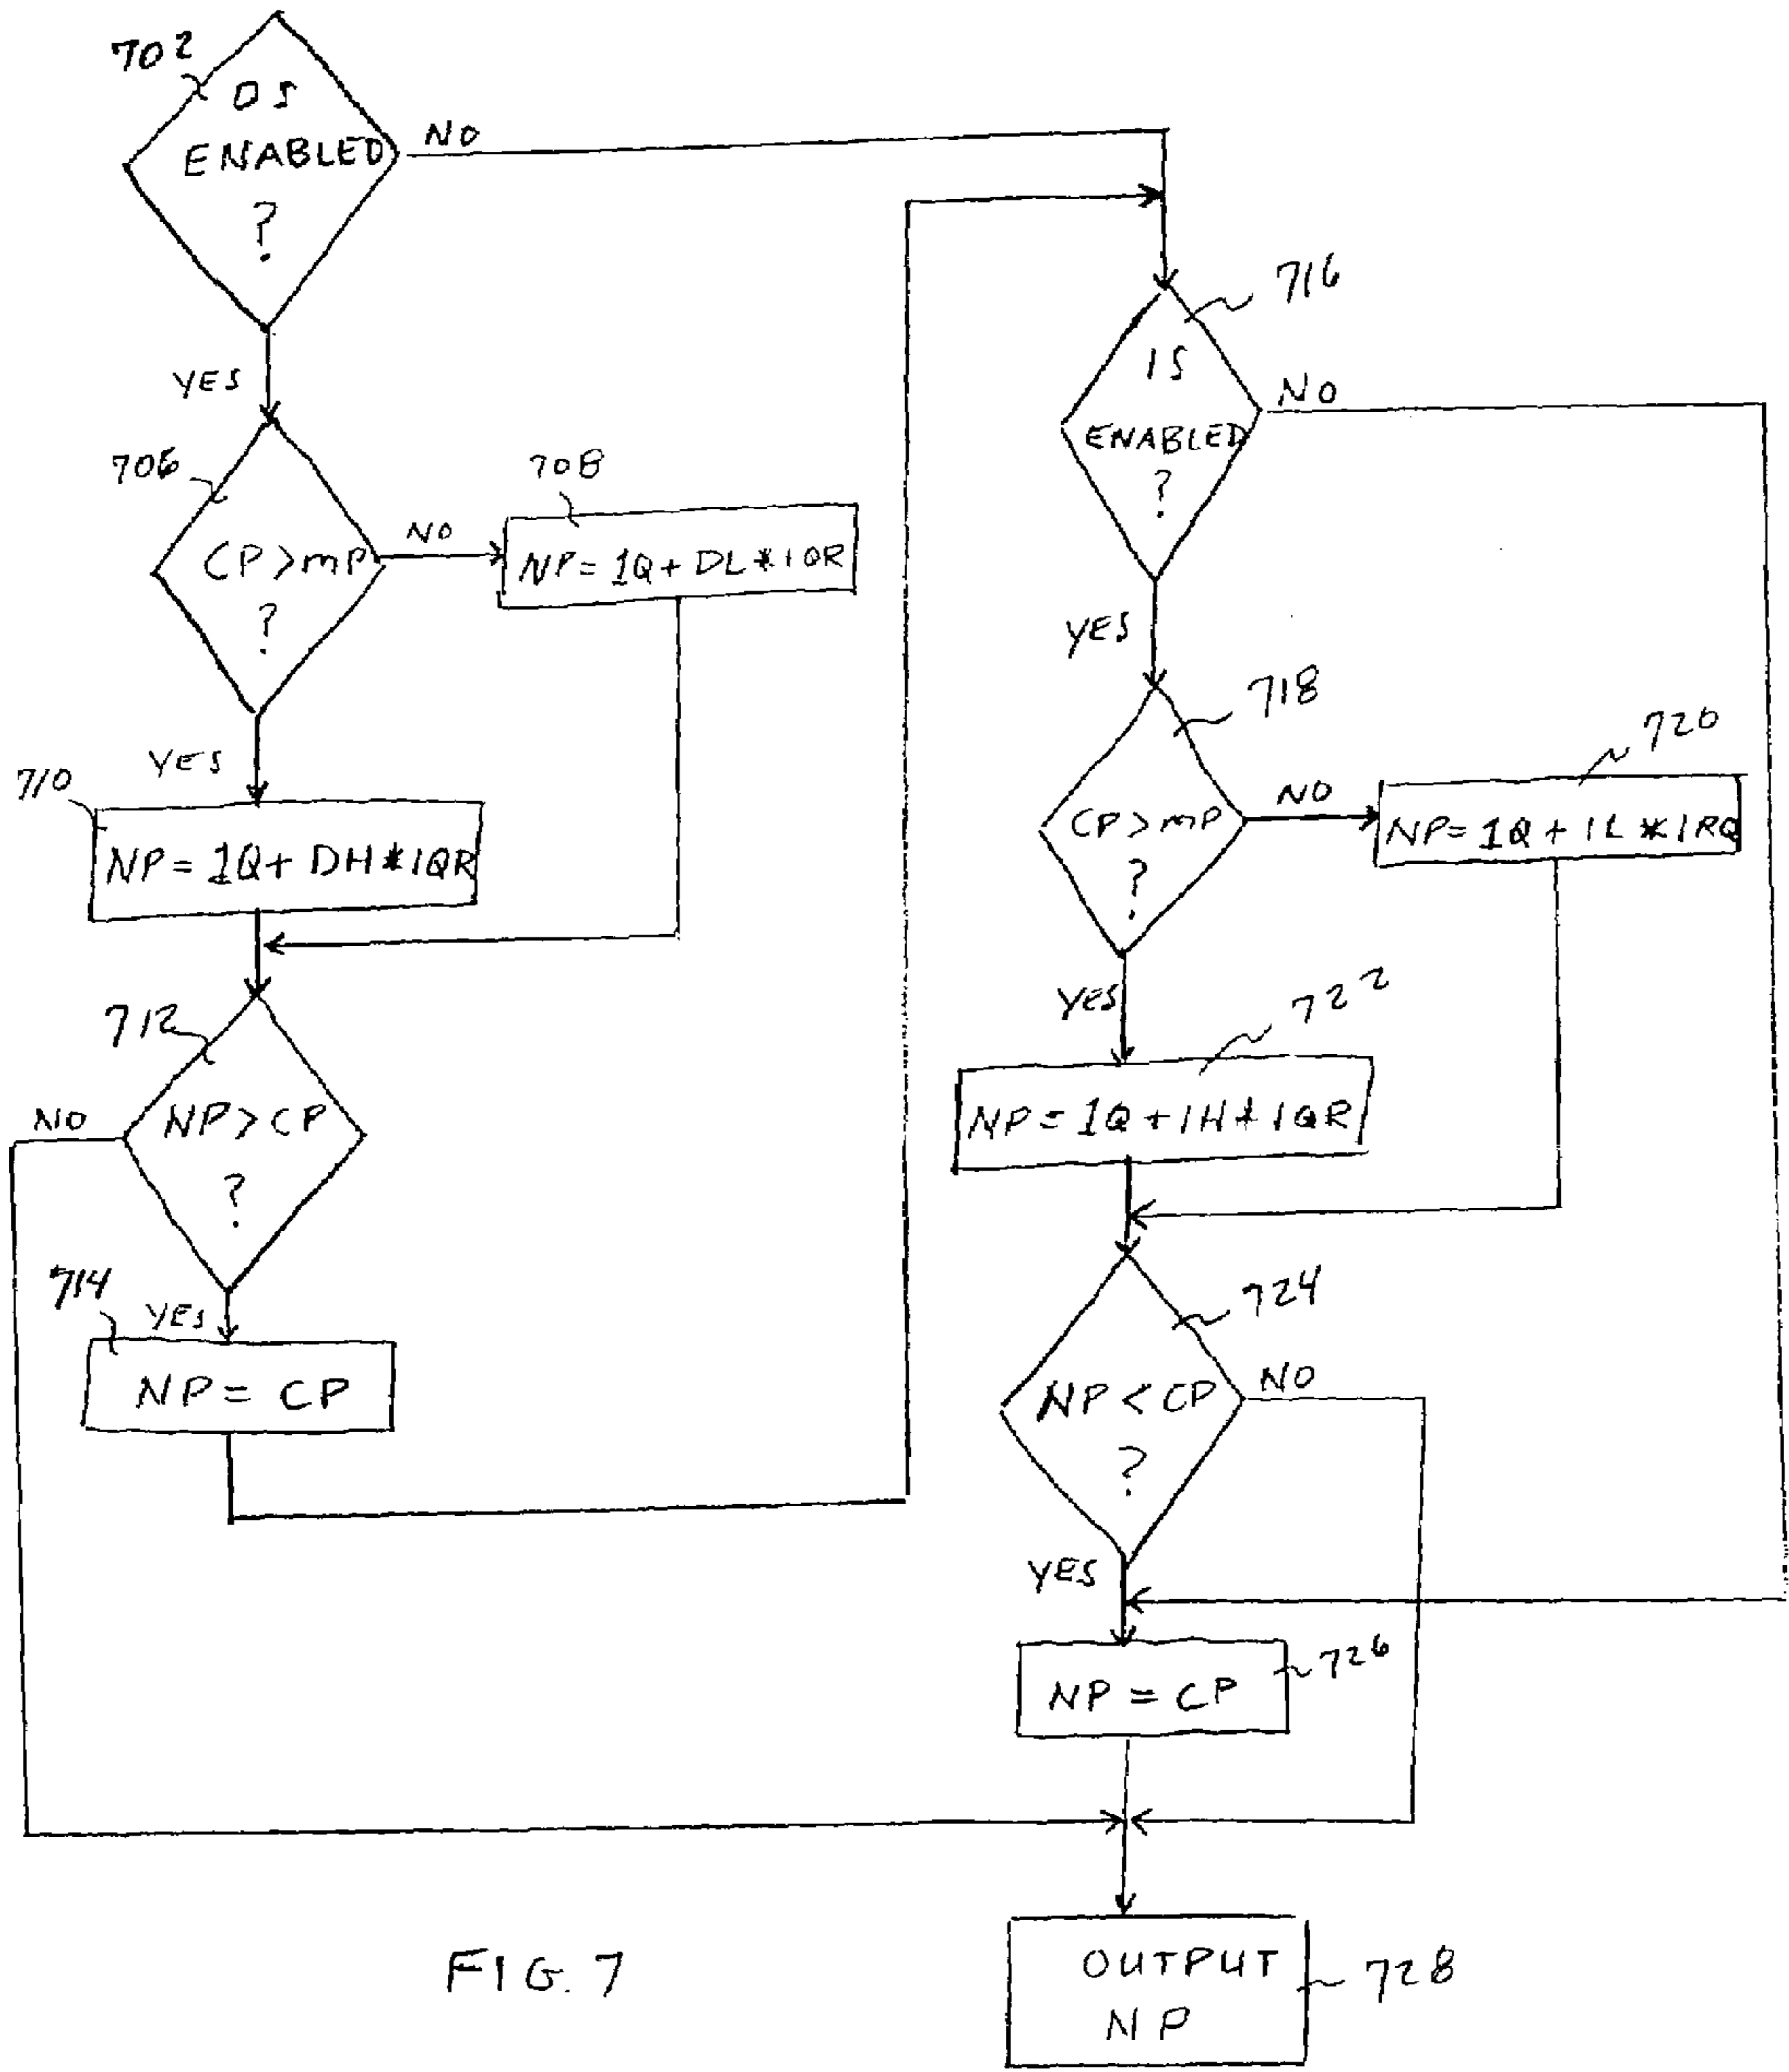 702
DS
ENABLED
?
NO
YES
706
CP>MP
?
NO
708
NP=1Q+DL*IQR
YES
710
NP=1Q+DH*IQR
712
NP>CP
?
NO
YES
714
NP=CP
716
IS
ENABLED
?
NO
YES
718
CP>MP
?
NO
720
NP=1Q+IL*IRQ
YES
722
NP=1Q+IH*IQR
724
NP<CP
?
NO
YES
726
NP=CP
728
OUTPUT
NP
FIG. 7